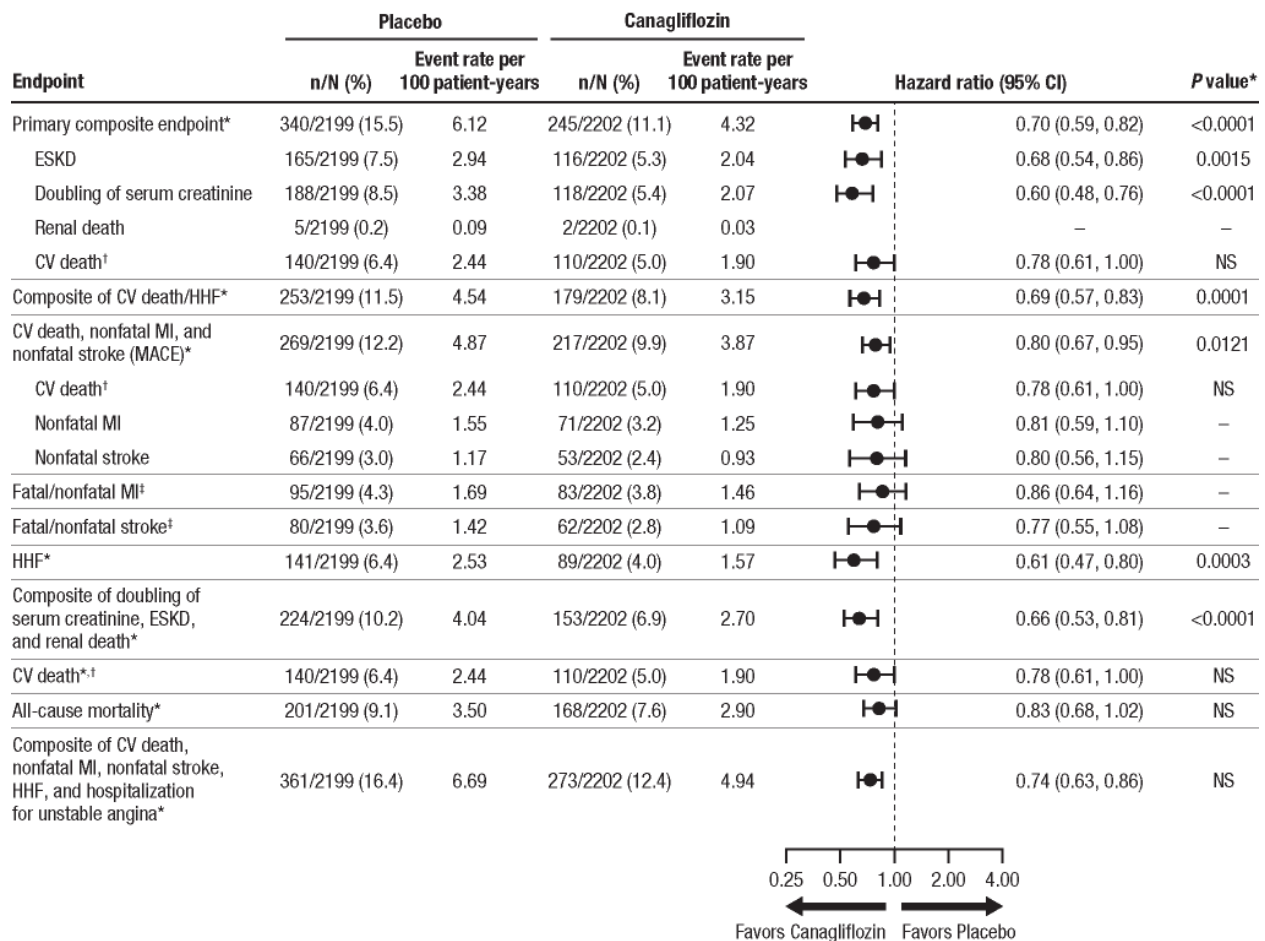 Placebo Canagliflozin
Event rate per Event rate per
Endpoint n/N (%) 100 patient-years n/N (%) 100 patient-years Hazard ratio (95% CI) P value*
Primary composite endpoint* 340/2199 (15.5) 6.12 245/2202 (11.1) 4.32 0.70 (0.59, 0.82) <0.0001
ESKD 165/2199 (7.5) 2.94 116/2202 (5.3) 2.04 0.68 (0.54, 0.86) 0.0015
Doubling of serum creatinine 188/2199 (8.5) 3.38 118/2202 (5.4) 2.07 0.60 (0.48, 0.76) <0.0001
Renal death 5/2199 (0.2) 0.09 2/2202 (0.1) 0.03 – –
CV death† 140/2199 (6.4) 2.44 110/2202 (5.0) 1.90 0.78 (0.61, 1.00) NS
Composite of CV death/HHF* 253/2199 (11.5) 4.54 179/2202 (8.1) 3.15 0.69 (0.57, 0.83) 0.0001
CV death, nonfatal MI, and
nonfatal stroke (MACE)* 269/2199 (12.2) 4.87 217/2202 (9.9) 3.87 0.80 (0.67, 0.95) 0.0121
CV death† 140/2199 (6.4) 2.44 110/2202 (5.0) 1.90 0.78 (0.61, 1.00) NS
Nonfatal MI 87/2199 (4.0) 1.55 71/2202 (3.2) 1.25 0.81 (0.59, 1.10) –
Nonfatal stroke 66/2199 (3.0) 1.17 53/2202 (2.4) 0.93 0.80 (0.56, 1.15) –
Fatal/nonfatal MI‡ 95/2199 (4.3) 1.69 83/2202 (3.8) 1.46 0.86 (0.64, 1.16) –
Fatal/nonfatal stroke‡ 80/2199 (3.6) 1.42 62/2202 (2.8) 1.09 0.77 (0.55, 1.08) –
HHF* 141/2199 (6.4) 2.53 89/2202 (4.0) 1.57 0.61 (0.47, 0.80) 0.0003
Composite of doubling of
serum creatinine, ESKD, 224/2199 (10.2) 4.04 153/2202 (6.9) 2.70 0.66 (0.53, 0.81) <0.0001
and renal death*
CV death*,† 140/2199 (6.4) 2.44 110/2202 (5.0) 1.90 0.78 (0.61, 1.00) NS
All-cause mortality* 201/2199 (9.1) 3.50 168/2202 (7.6) 2.90 0.83 (0.68, 1.02) NS
Composite of CV death,
nonfatal MI, nonfatal stroke, 361/2199 (16.4) 6.69 273/2202 (12.4) 4.94 0.74 (0.63, 0.86) NS
HHF, and hospitalization
for unstable angina*
0.25 0.50 1.00 2.00 4.00
Favors Canagliflozin Favors Placebo